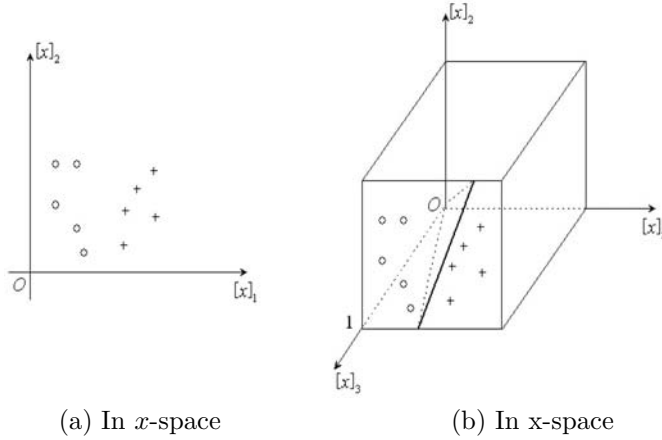 [x]₂
O
[x]₁
[x]₂
O
[x]
1
[x]₃
(a) In x-space
(b) In x-space